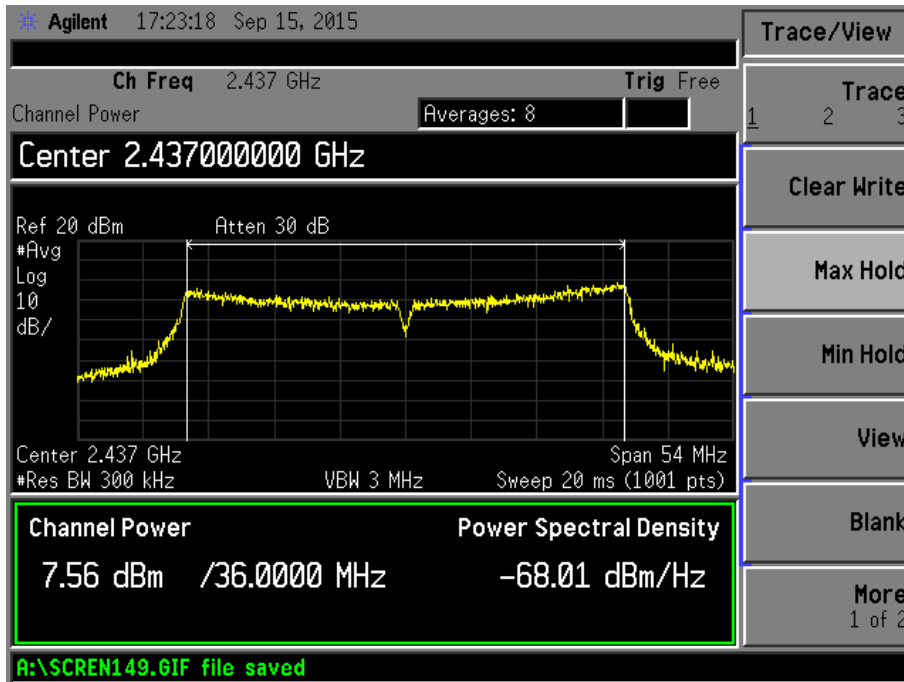 Agilent 17:23:18 Sep 15, 2015
Trace/View
Ch Freq 2.437 GHz Trig Free
Channel Power Averages: 8
Center 2.437000000 GHz
Ref 20 dBm Atten 30 dB
#Avg
Log
10
dB/
Center 2.437 GHz Span 54 MHz
#Res BW 300 kHz VBW 3 MHz Sweep 20 ms (1001 pts)
Channel Power Power Spectral Density
7.56 dBm /36.0000 MHz -68.01 dBm/Hz
A:\SCREN149.GIF file saved
Trace
1 2 3
Clear Write
Max Hold
Min Hold
View
Blank
More
1 of 2